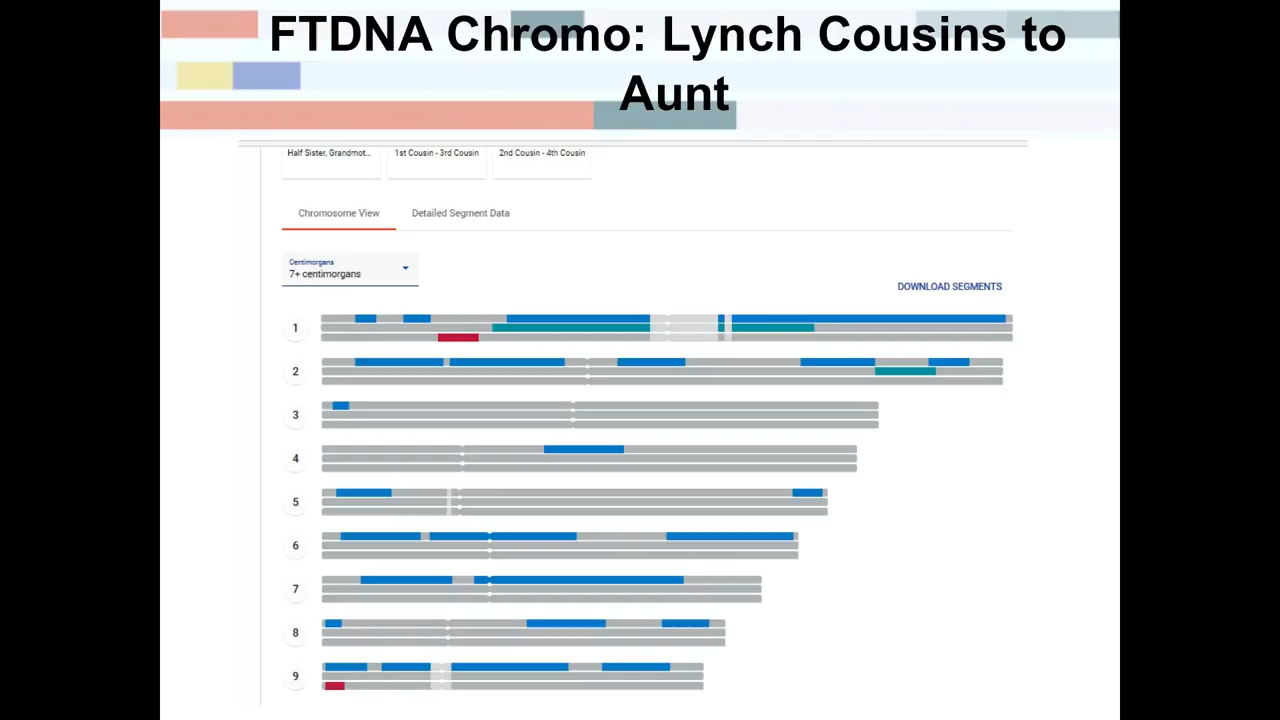 FTDNA Chromo: Lynch Cousins to
Aunt
Half Sister, Grandmot... 1st Cousin - 3rd Cousin 2nd Cousin - 4th Cousin
Chromosome View Detailed Segment Data
Centimorgans
7+ centimorgans
DOWNLOAD SEGMENTS
1
2
3
4
5
6
7
8
9